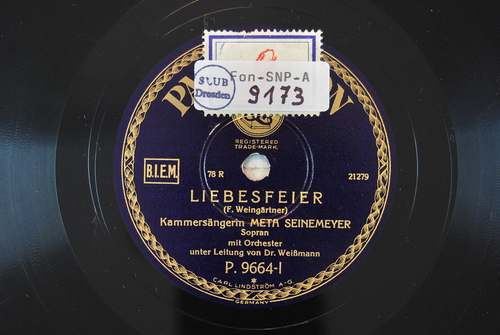 SLUB
Dresden
Fon-SNP-A
9173
REGISTERED
TRADE-MARK.
B.I.E.M.
78 R
21279
LIEBESFEIER
(F. Weingärtner)
Kammersängerin META SEINEMEYER
Sopran
mit Orchester
unter Leitung von Dr. Weißmann
P. 9664-I
CARL LINDSTRÖM A.-G.
GERMANY